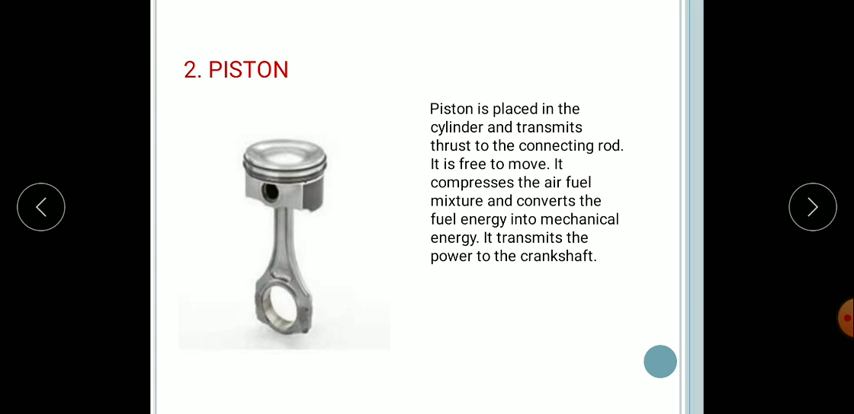 2. PISTON
Piston is placed in the
cylinder and transmits
thrust to the connecting rod.
It is free to move. It
compresses the air fuel
mixture and converts the
fuel energy into mechanical
energy. It transmits the
power to the crankshaft.